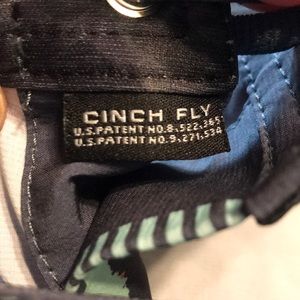 CINCH FLY
U.S.PATENT NO.8,522,365
U.S.PATENT NO.9,271,534